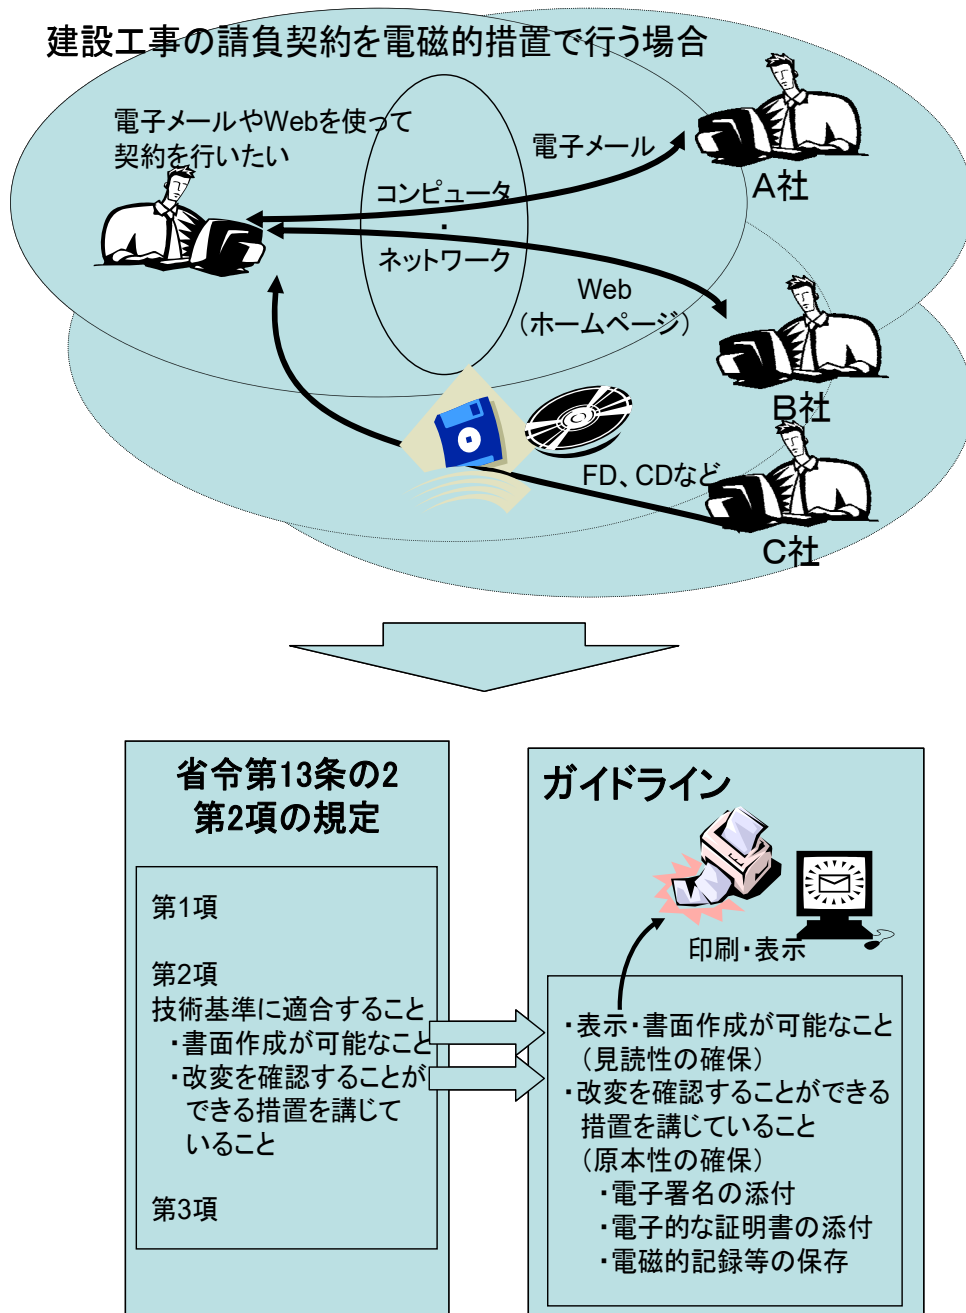 建設工事の請負契約を電磁的措置で行う場合
電子メールやWebを使って
契約を行いたい
電子メール
A社
コンピュータ
・
ネットワーク
Web
（ホームページ）
B社
FD、CDなど
C社
省令第13条の2
第2項の規定
第1項
第2項
技術基準に適合すること
・書面作成が可能なこと
・改変を確認することが
できる措置を講じて
いること
第3項
ガイドライン
印刷・表示
・表示・書面作成が可能なこと
（見読性の確保）
・改変を確認することができる
措置を講じていること
（原本性の確保）
・電子署名の添付
・電子的な証明書の添付
・電磁的記録等の保存